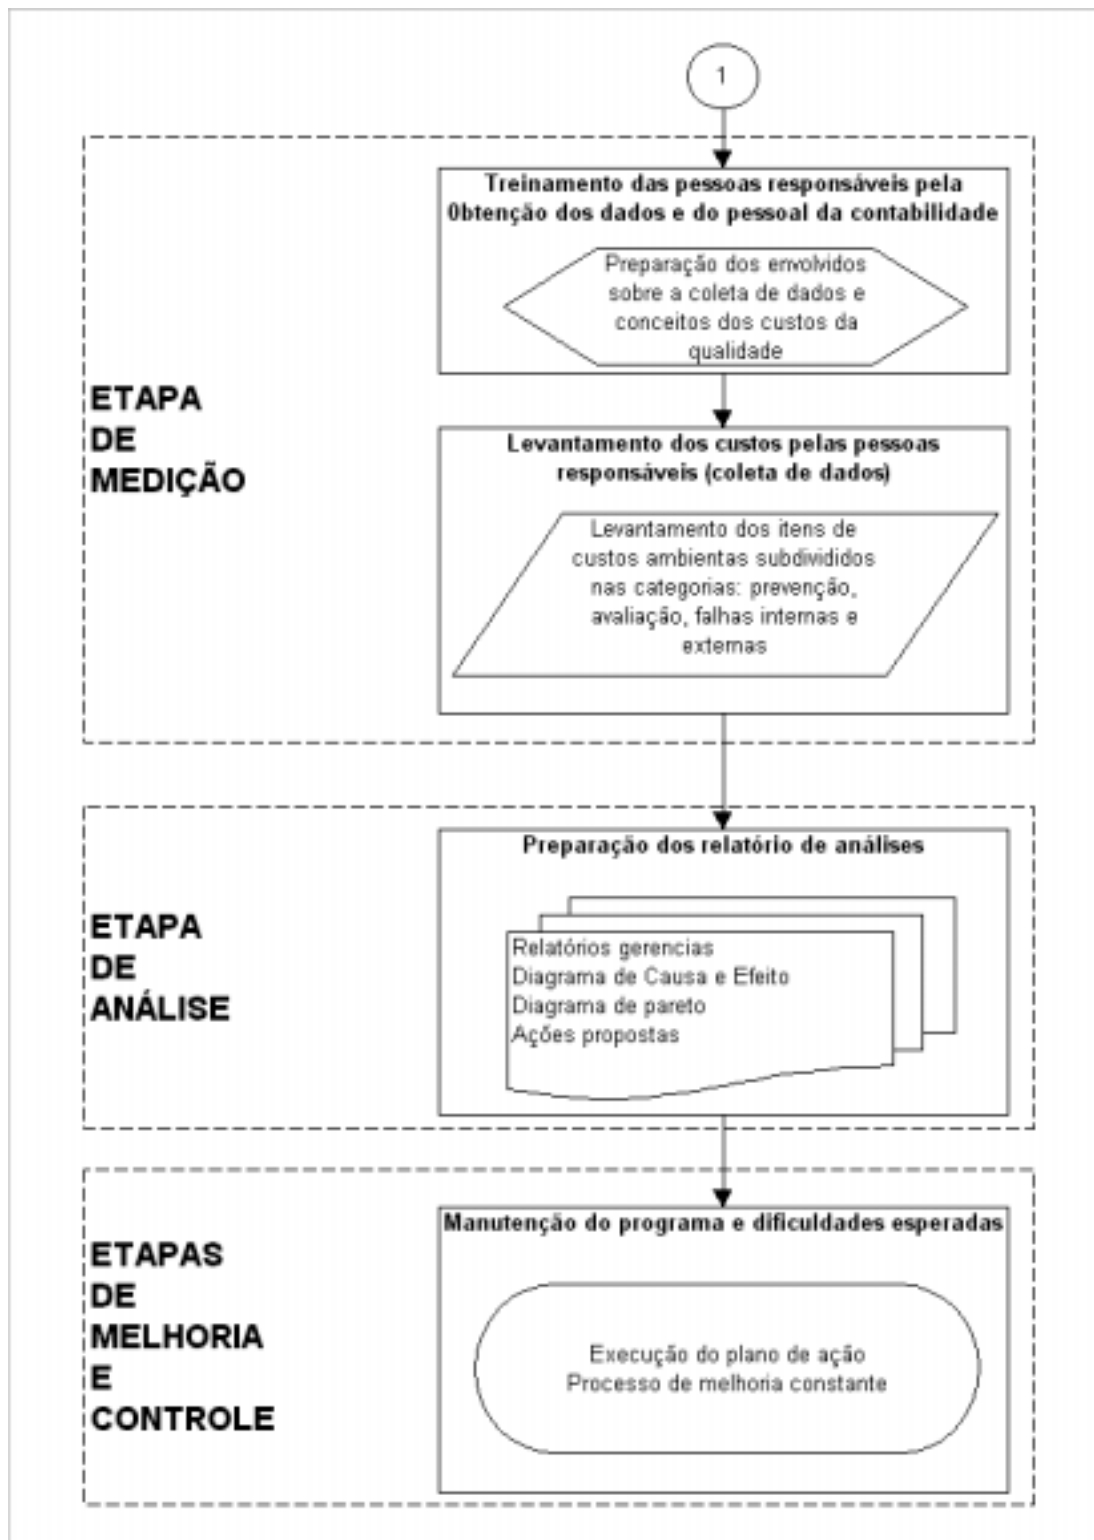 1
Treinamento das pessoas responsáveis pela
Obtenção dos dados e do pessoal da contabilidade
Preparação dos envolvidos
sobre a coleta de dados e
conceitos dos custos da
qualidade
ETAPA
DE
MEDIÇÃO
Levantamento dos custos pelas pessoas
responsáveis (coleta de dados)
Levantamento dos itens de
custos ambientas subdivididos
nas categorias: prevenção,
avaliação, falhas internas e
externas
Preparação dos relatório de análises
ETAPA
DE
ANÁLISE
Relatórios gerencias
Diagrama de Causa e Efeito
Diagrama de pareto
Ações propostas
Manutenção do programa e dificuldades esperadas
ETAPAS
DE
MELHORIA
E
CONTROLE
Execução do plano de ação
Processo de melhoria constante